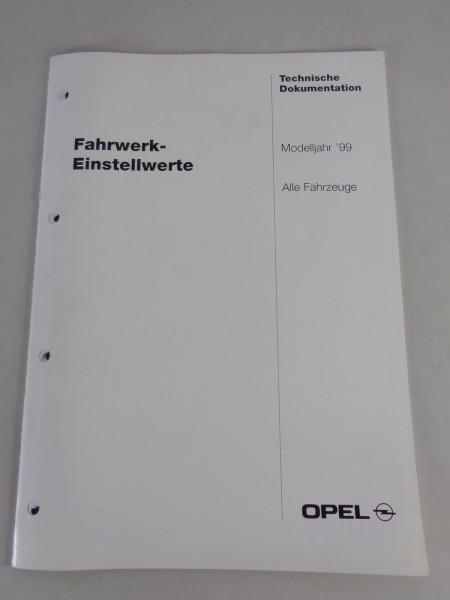 Technische
Dokumentation
Fahrwerk-
Einstellwerte
Modelljahr '99
Alle Fahrzeuge
OPEL